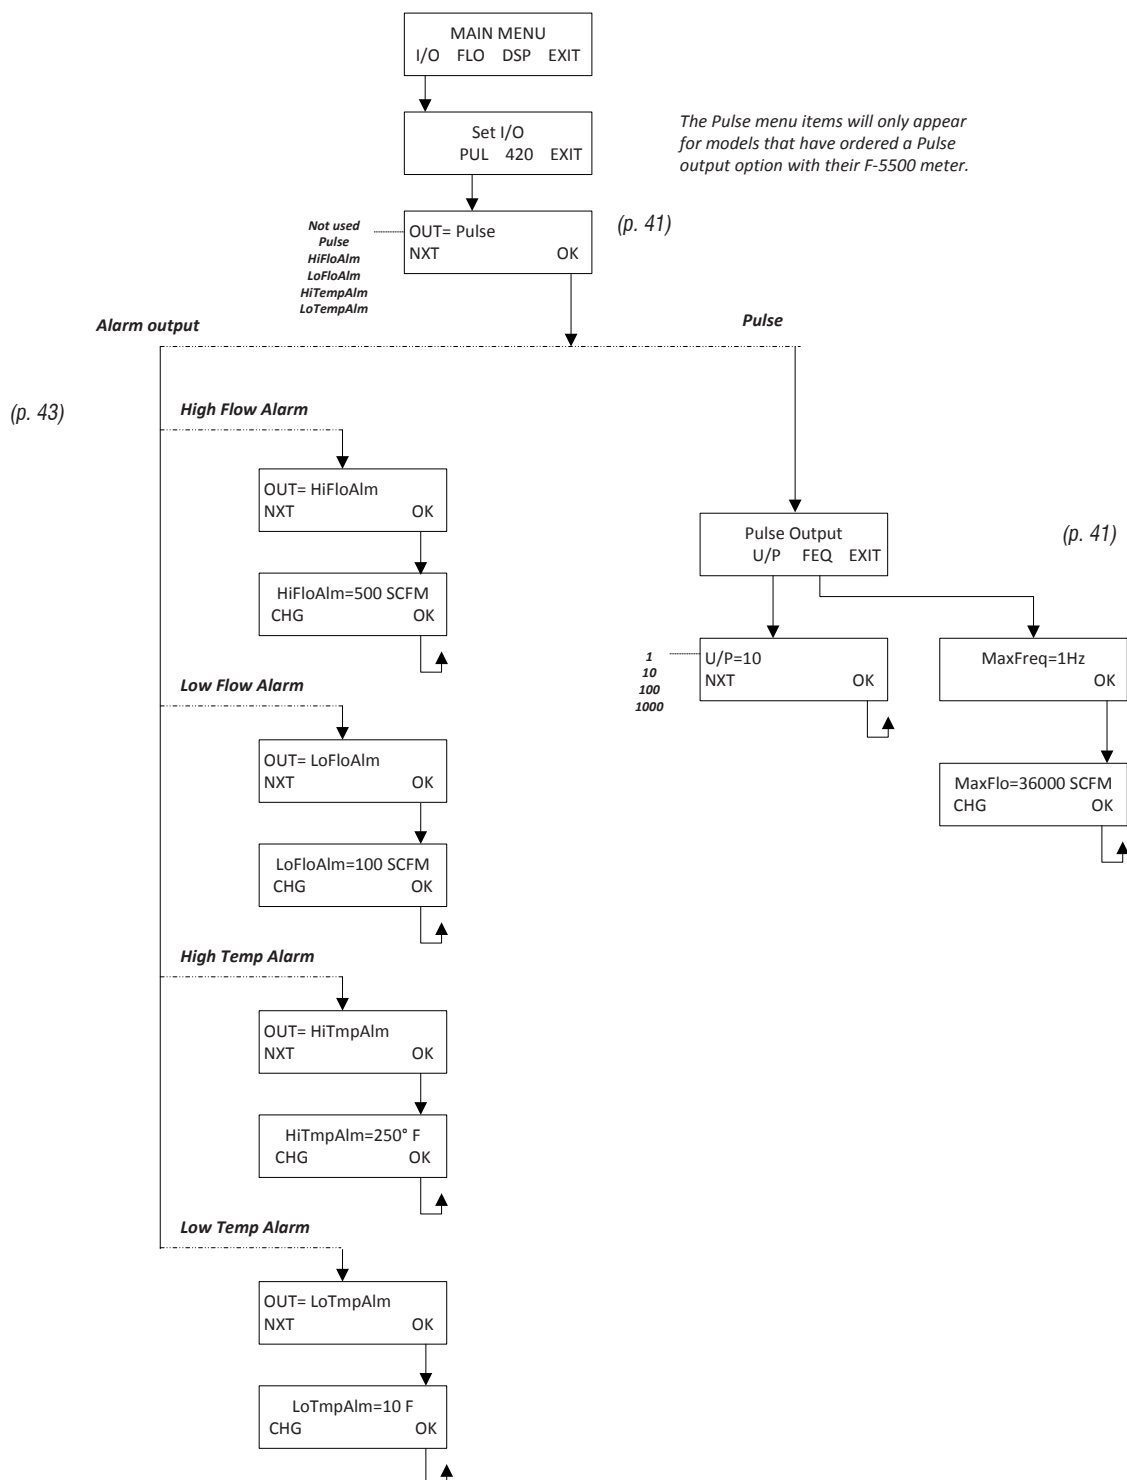 MAIN MENU
I/O FLO DSP EXIT
Set I/O
PUL 420 EXIT
The Pulse menu items will only appear
for models that have ordered a Pulse
output option with their F-5500 meter.
Not used
Pulse
HiFloAlm
LoFloAlm
HiTempAlm
LoTempAlm
OUT= Pulse
NXT OK
(p. 41)
Alarm output
Pulse
(p. 43)
High Flow Alarm
OUT= HiFloAlm
NXT OK
HiFloAlm=500 SCFM
CHG OK
Low Flow Alarm
OUT= LoFloAlm
NXT OK
LoFloAlm=100 SCFM
CHG OK
High Temp Alarm
OUT= HiTmpAlm
NXT OK
HiTmpAlm=250° F
CHG OK
Low Temp Alarm
OUT= LoTmpAlm
NXT OK
LoTmpAlm=10 F
CHG OK
Pulse Output
U/P FEQ EXIT
(p. 41)
1
10
100
1000
U/P=10
NXT OK
MaxFreq=1Hz
OK
MaxFlo=36000 SCFM
CHG OK